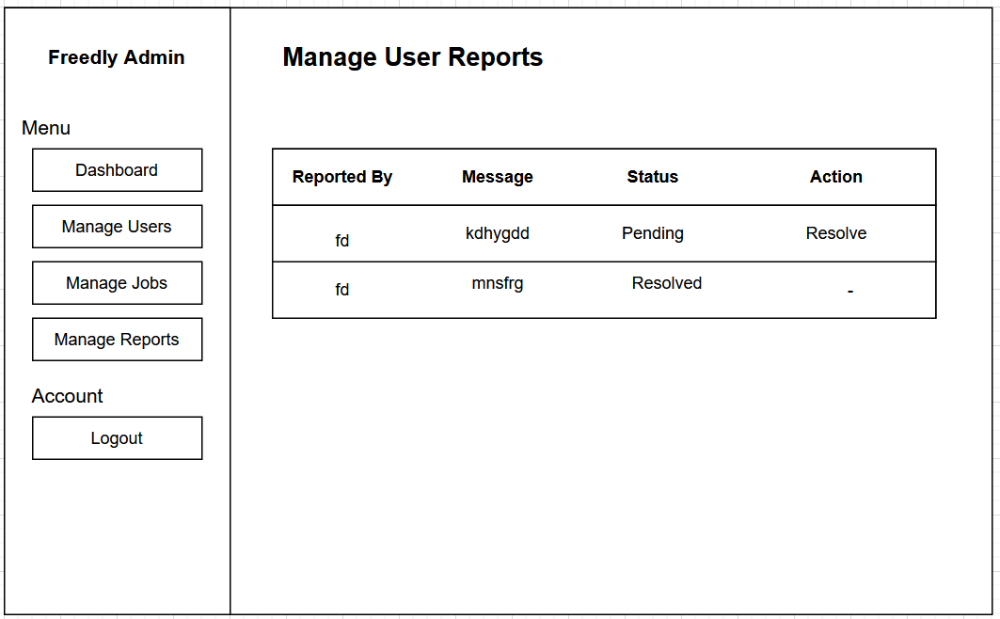 Freedly Admin
Menu
Dashboard
Manage Users
Manage Jobs
Manage Reports
Account
Logout
Manage User Reports
Reported By Message Status Action
fd kdhygdd Pending Resolve
fd mnsfrg Resolved -